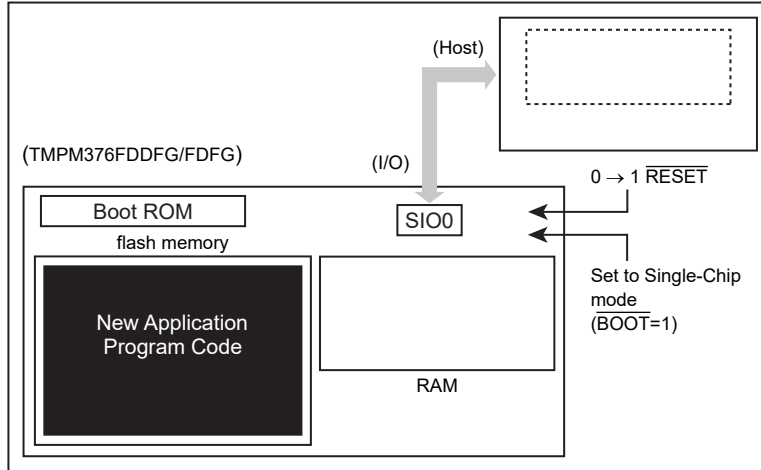 (Host)
(TMPM376FDDFG/FDFG)
(I/O)
0 → 1 RESET
Boot ROM
SIO0
flash memory
Set to Single-Chip
mode
(BOOT=1)
New Application
Program Code
RAM